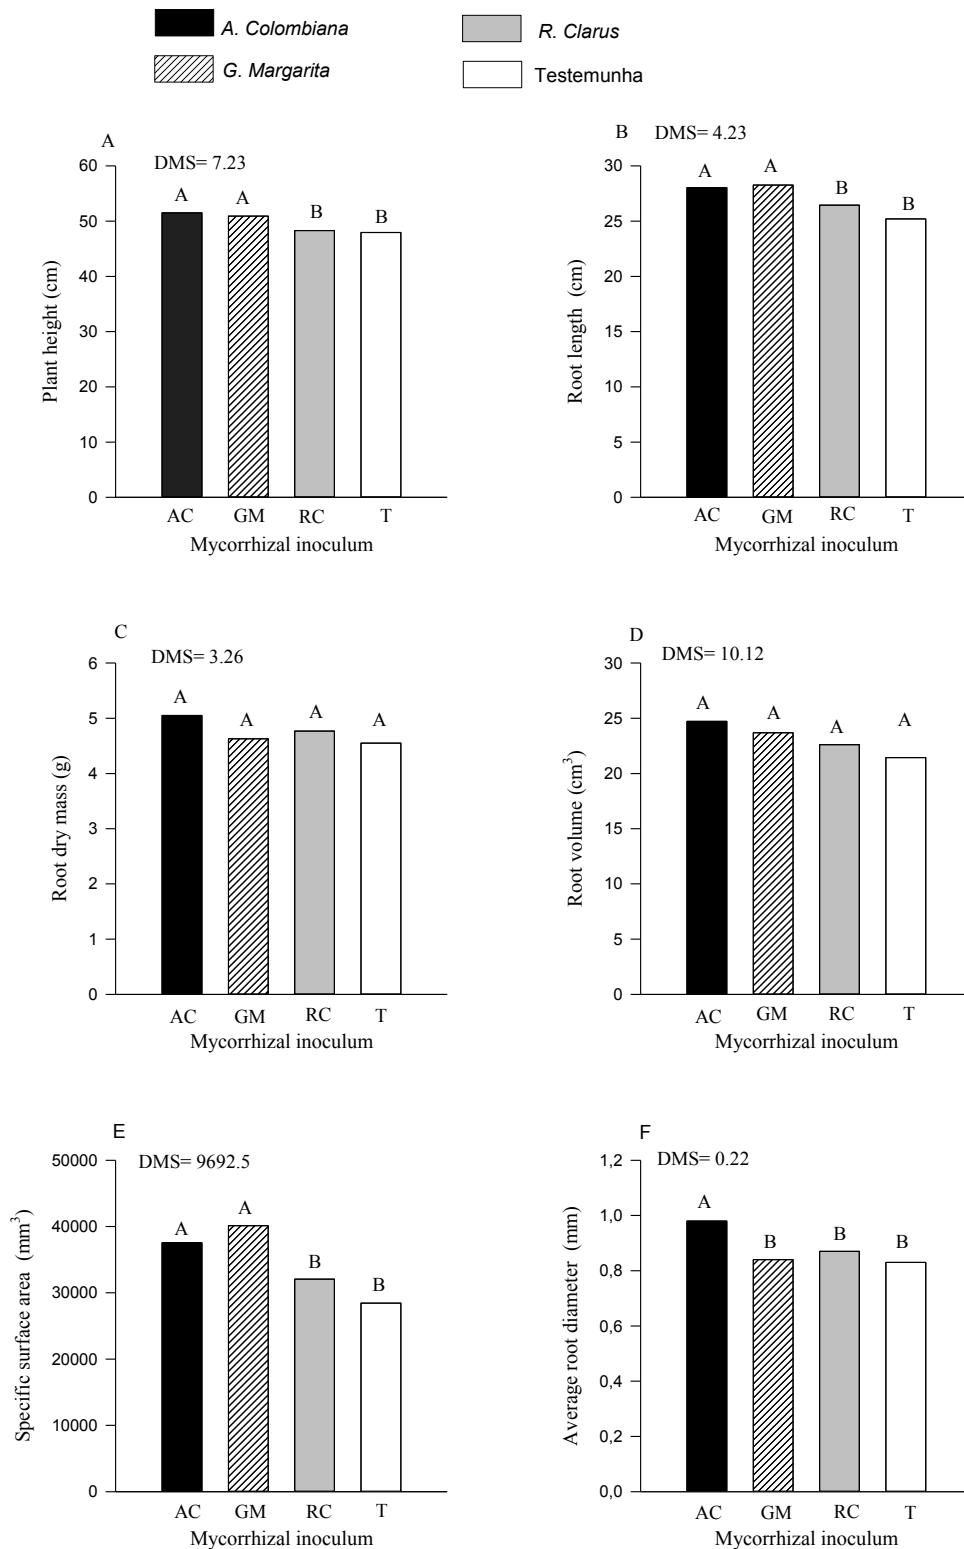 A. Colombiana
R. Clarus
G. Margarita
Testemunha
A
DMS= 7.23
60
50
40
30
20
10
0
Plant height (cm)
A
A
B
B
AC
GM
RC
T
Mycorrhizal inoculum
B
DMS= 4.23
30
25
20
15
10
5
0
Root length (cm)
A
A
B
B
AC
GM
RC
T
Mycorrhizal inoculum
C
DMS= 3.26
6
5
4
3
2
1
0
Root dry mass (g)
A
A
A
A
AC
GM
RC
T
Mycorrhizal inoculum
D
DMS= 10.12
30
25
20
15
10
5
0
Root volume (cm³)
A
A
A
A
AC
GM
RC
T
Mycorrhizal inoculum
E
DMS= 9692.5
50000
40000
30000
20000
10000
0
Specific surface area (mm³)
A
A
B
B
AC
GM
RC
T
Mycorrhizal inoculum
F
DMS= 0.22
1,2
1,0
0,8
0,6
0,4
0,2
0,0
Average root diameter (mm)
A
B
B
B
AC
GM
RC
T
Mycorrhizal inoculum